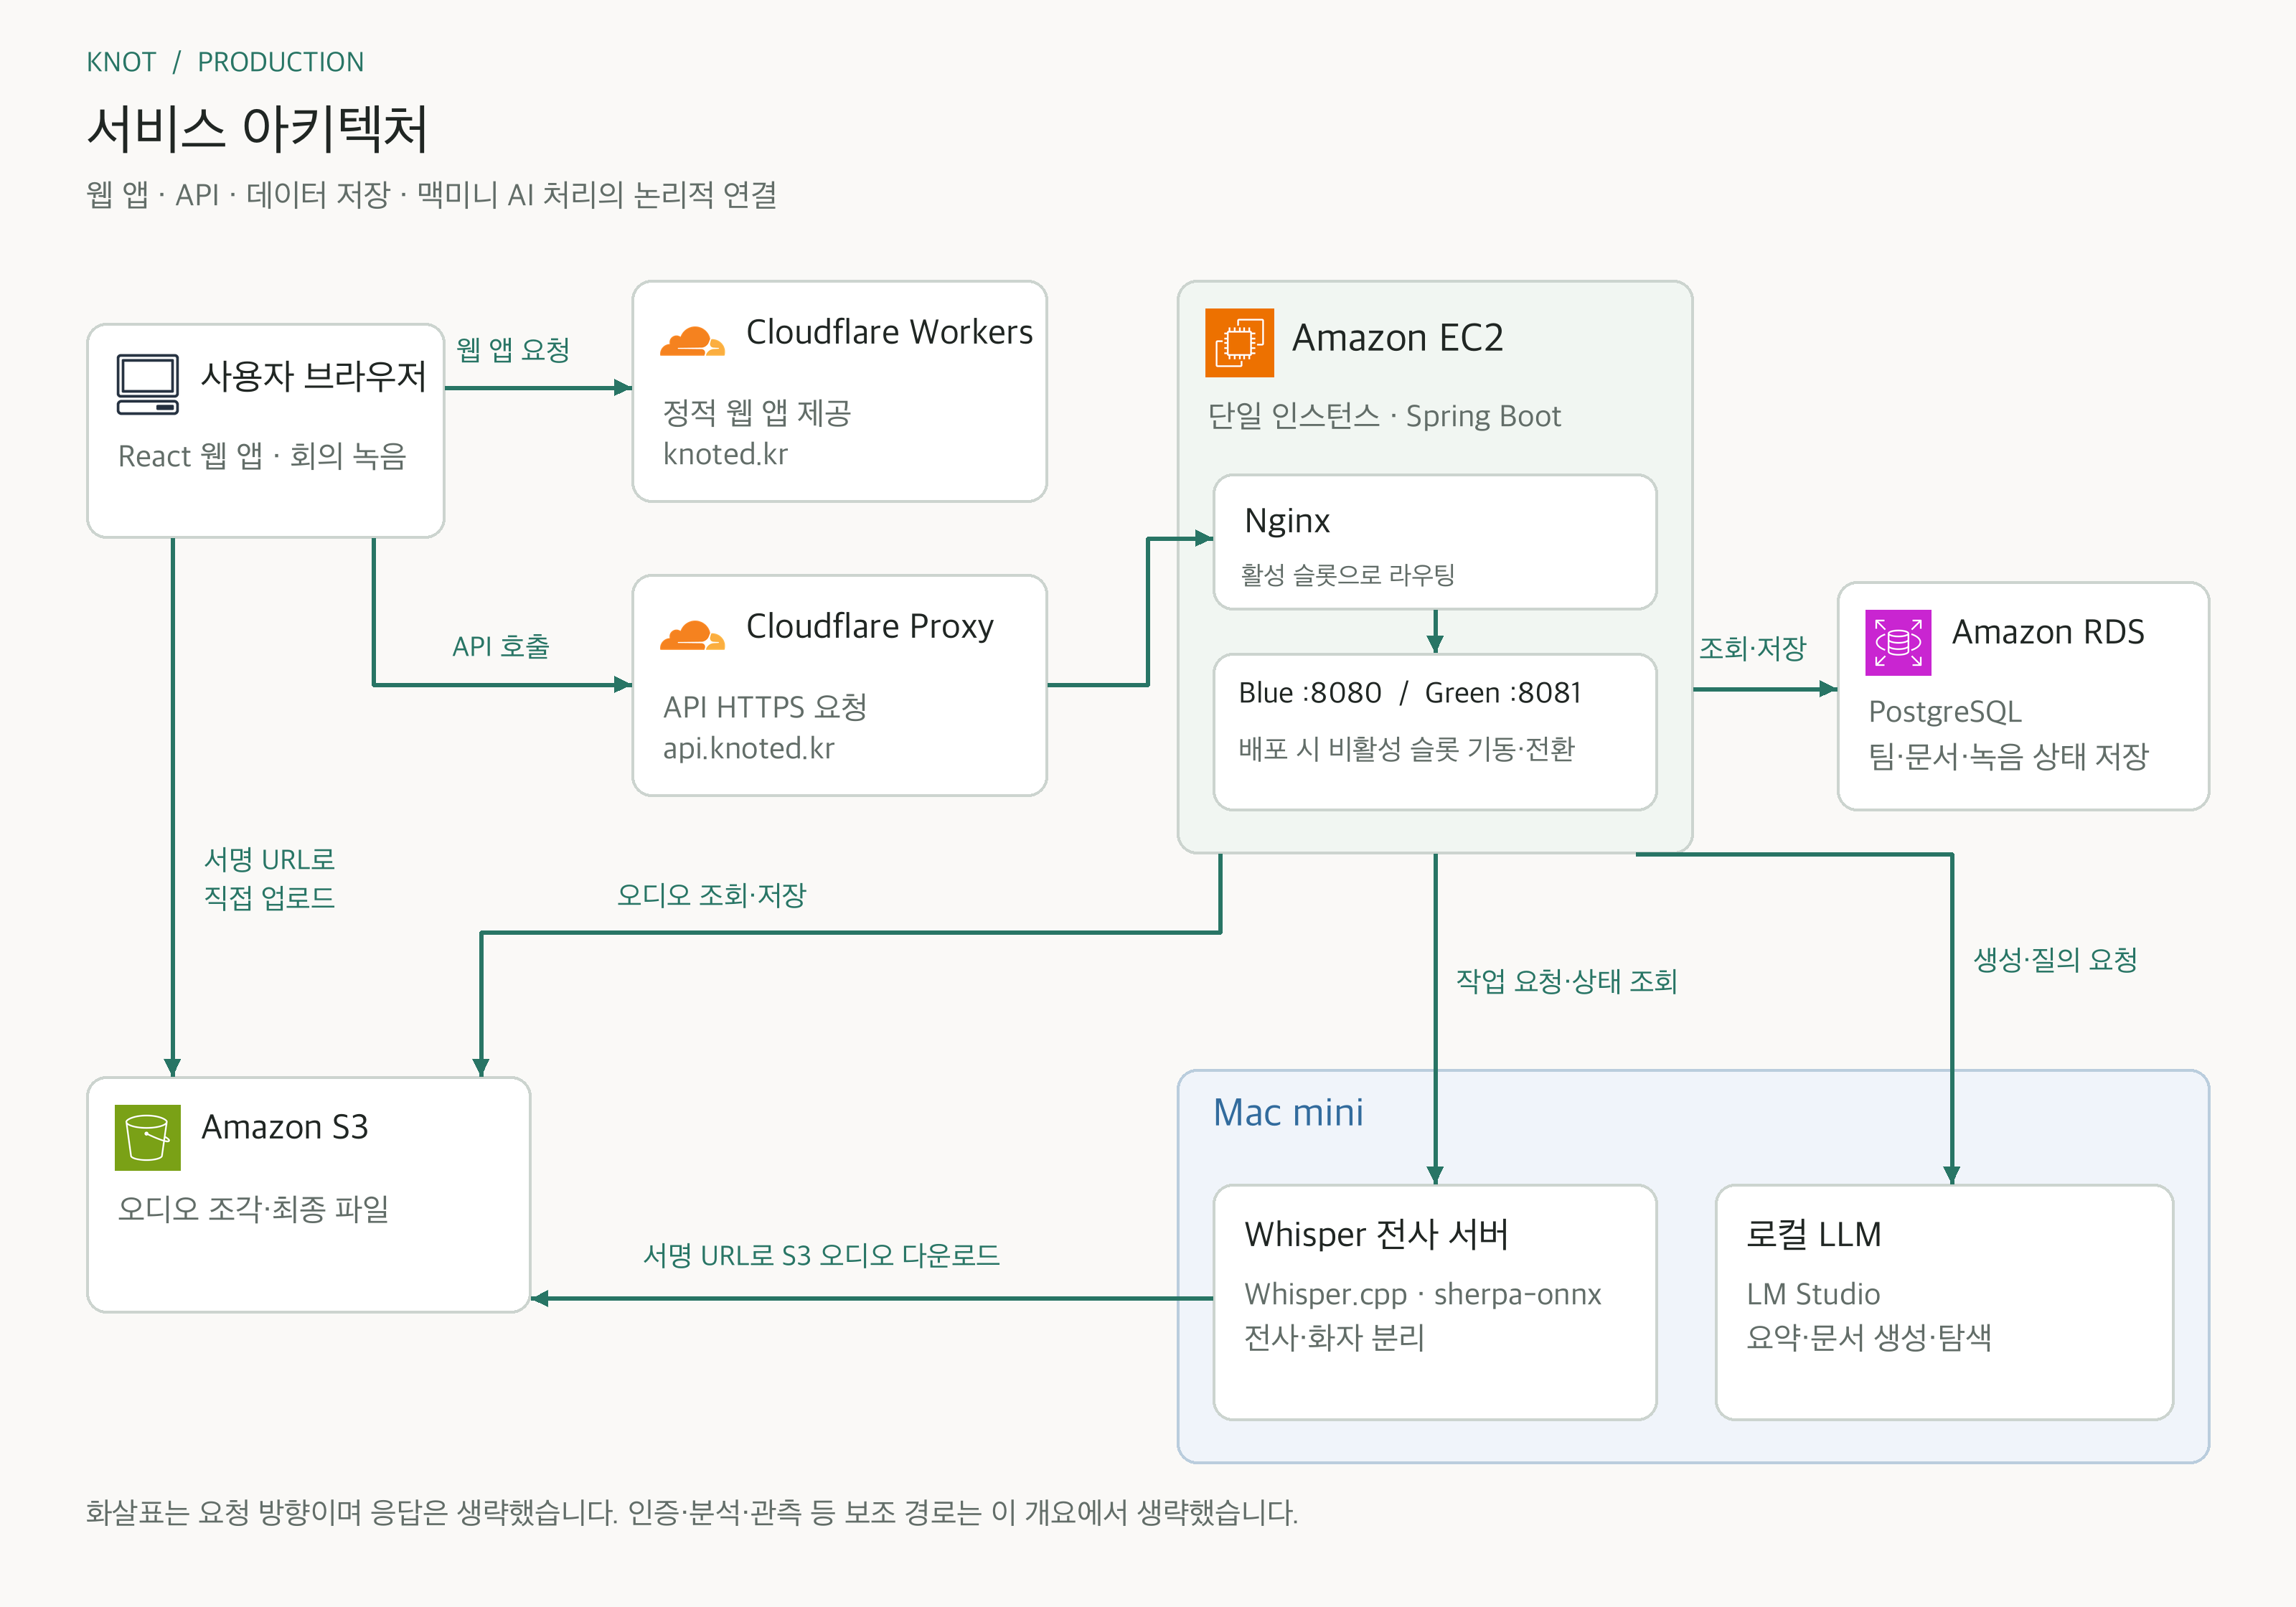 KNOT / PRODUCTION
서비스 아키텍처
웹 앱 · API · 데이터 저장 · 맥미니 AI 처리의 논리적 연결
사용자 브라우저
React 웹 앱 · 회의 녹음
웹 앱 요청
Cloudflare Workers
정적 웹 앱 제공
knoted.kr
API 호출
Cloudflare Proxy
API HTTPS 요청
api.knoted.kr
Amazon EC2
단일 인스턴스 · Spring Boot
Nginx
활성 슬롯으로 라우팅
Blue :8080 / Green :8081
배포 시 비활성 슬롯 기동·전환
조회·저장
Amazon RDS
PostgreSQL
팀·문서·녹음 상태 저장
서명 URL로
직접 업로드
오디오 조회·저장
작업 요청·상태 조회
생성·질의 요청
Amazon S3
오디오 조각·최종 파일
서명 URL로 S3 오디오 다운로드
Mac mini
Whisper 전사 서버
Whisper.cpp · sherpa-onnx
전사·화자 분리
로컬 LLM
LM Studio
요약·문서 생성·탐색
화살표는 요청 방향이며 응답은 생략했습니다. 인증·분석·관측 등 보조 경로는 이 개요에서 생략했습니다.